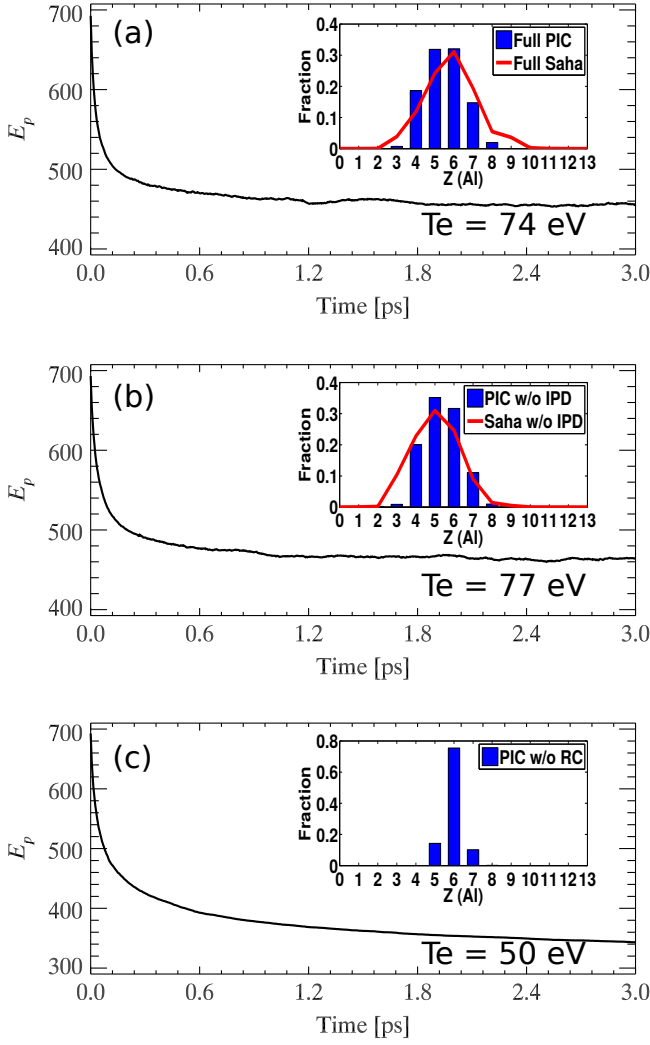 (a)
700
600
500
400
E_p
0.0 0.6 1.2 1.8 2.4 3.0
Time [ps]
Te = 74 eV
0.4
0.3
0.2
0.1
0
Fraction
0 1 2 3 4 5 6 7 8 9 10 11 12 13
Z (Al)
Full PIC
Full Saha
(b)
700
600
500
400
E_p
0.0 0.6 1.2 1.8 2.4 3.0
Time [ps]
Te = 77 eV
0.4
0.3
0.2
0.1
0
Fraction
0 1 2 3 4 5 6 7 8 9 10 11 12 13
Z (Al)
PIC w/o IPD
Saha w/o IPD
(c)
700
600
500
400
300
E_p
0.0 0.6 1.2 1.8 2.4 3.0
Time [ps]
Te = 50 eV
0.8
0.6
0.4
0.2
0
Fraction
0 1 2 3 4 5 6 7 8 9 10 11 12 13
Z (Al)
PIC w/o RC